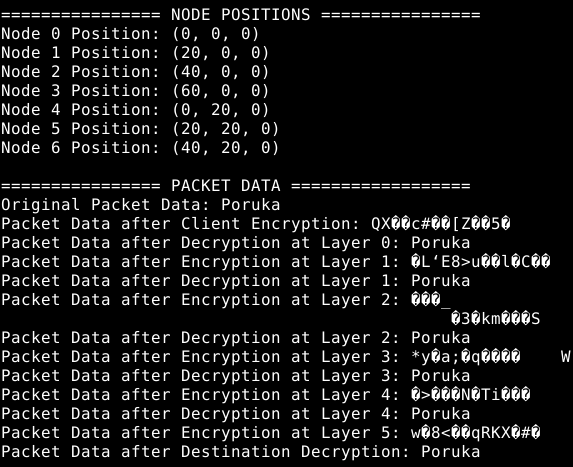 ================ NODE POSITIONS ================
Node 0 Position: (0, 0, 0)
Node 1 Position: (20, 0, 0)
Node 2 Position: (40, 0, 0)
Node 3 Position: (60, 0, 0)
Node 4 Position: (0, 20, 0)
Node 5 Position: (20, 20, 0)
Node 6 Position: (40, 20, 0)
================ PACKET DATA ==================
Original Packet Data: Poruka
Packet Data after Client Encryption: QX��c#��[Z��5�
Packet Data after Decryption at Layer 0: Poruka
Packet Data after Encryption at Layer 1: �L‘E8>u��l�C��
Packet Data after Decryption at Layer 1: Poruka
Packet Data after Encryption at Layer 2: ���_
�3�km���S
Packet Data after Decryption at Layer 2: Poruka
Packet Data after Encryption at Layer 3: *y�a;�q����    W
Packet Data after Decryption at Layer 3: Poruka
Packet Data after Encryption at Layer 4: �>���N�Ti���
Packet Data after Decryption at Layer 4: Poruka
Packet Data after Encryption at Layer 5: w�8<��qRKX�#�
Packet Data after Destination Decryption: Poruka